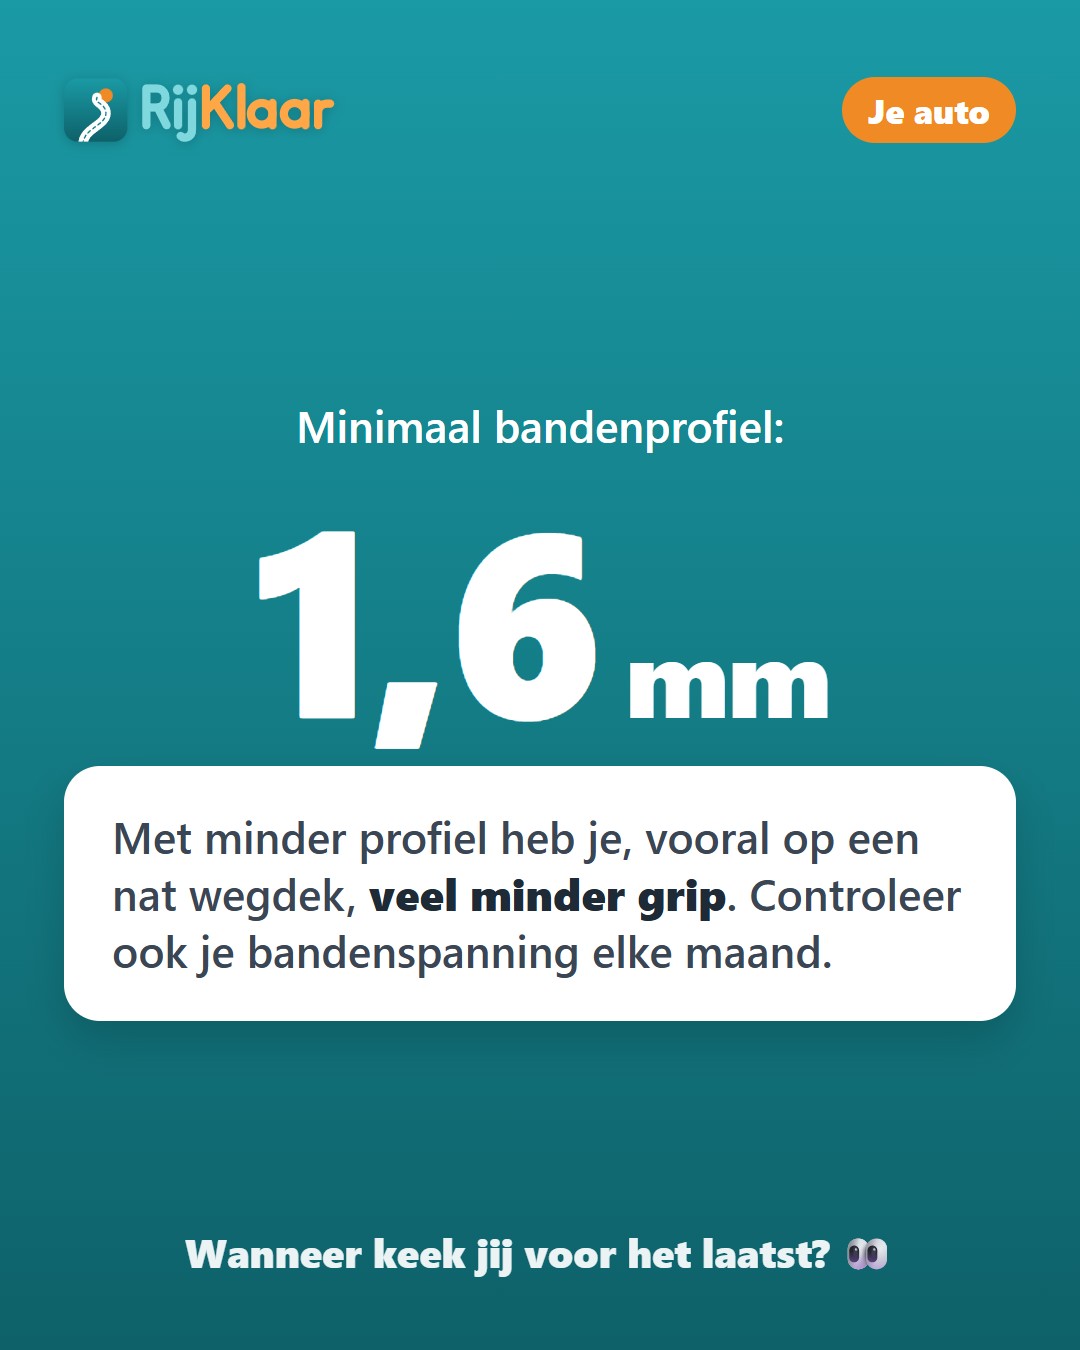 RijKlaar
Je auto
Minimaal bandenprofiel:
1,6 mm
Met minder profiel heb je, vooral op een
nat wegdek, veel minder grip. Controleer
ook je bandenspanning elke maand.
Wanneer keek jij voor het laatst? 👀